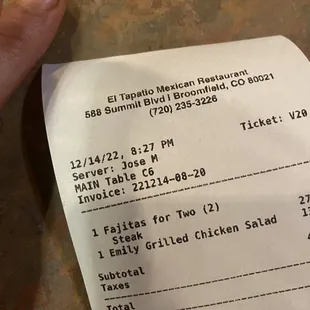 El Tapatio Mexican Restaurant
588 Summit Blvd | Broomfield, CO 80021
(720) 235-3226
Ticket: V20
12/14/22, 8:27 PM
Server: Jose M
MAIN Table C6
Invoice: 221214-08-20
1 Fajitas for Two (2) 27
Steak
1 Emily Grilled Chicken Salad
Subtotal
Taxes
Total